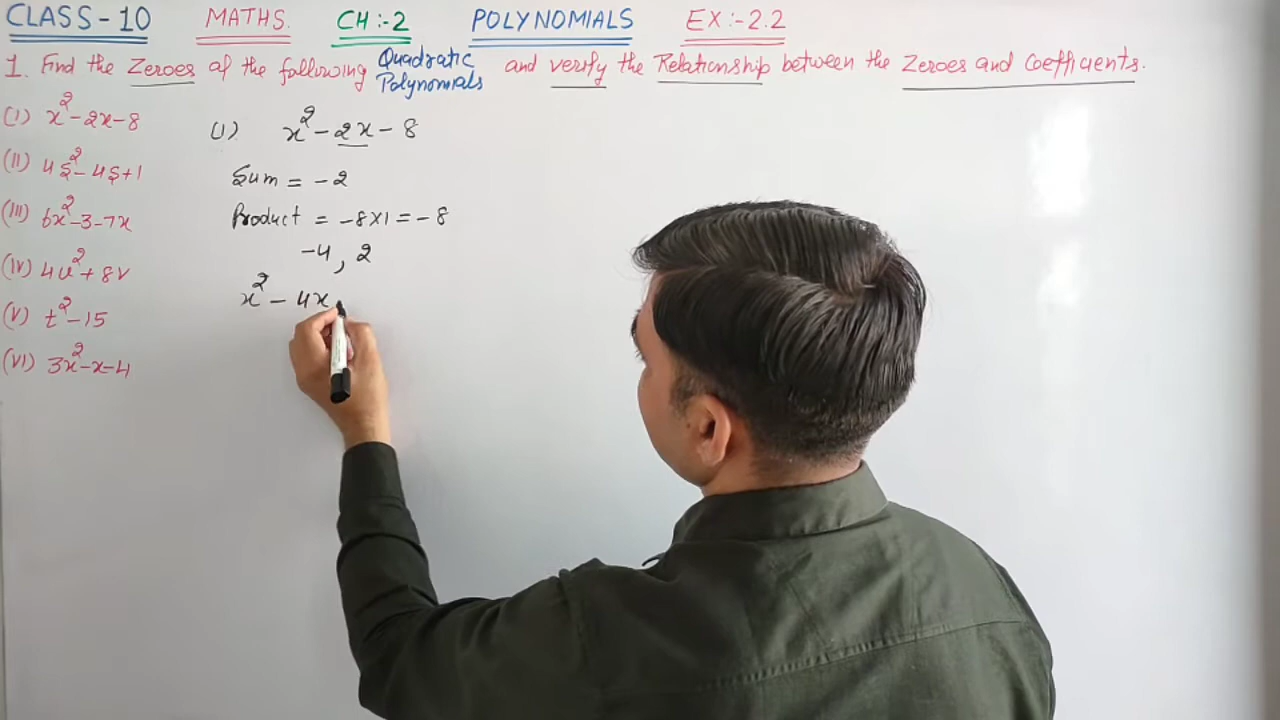 CLASS-10 MATHS. CH:-2 POLYNOMIALS EX:-2.2
1. Find the Zeroes of the following Quadratic Polynomials and verify the Relationship between the Zeroes and Coefficients.
(I) x²-2x-8
(II) 4s²-4s+1
(III) 6x²-3-7x
(IV) 4u²+8v
(V) t²-15
(VI) 3x²-x-4
(I) x²-2x-8
Sum = -2
Product = -8x1 = -8
-4, 2
x²-4x